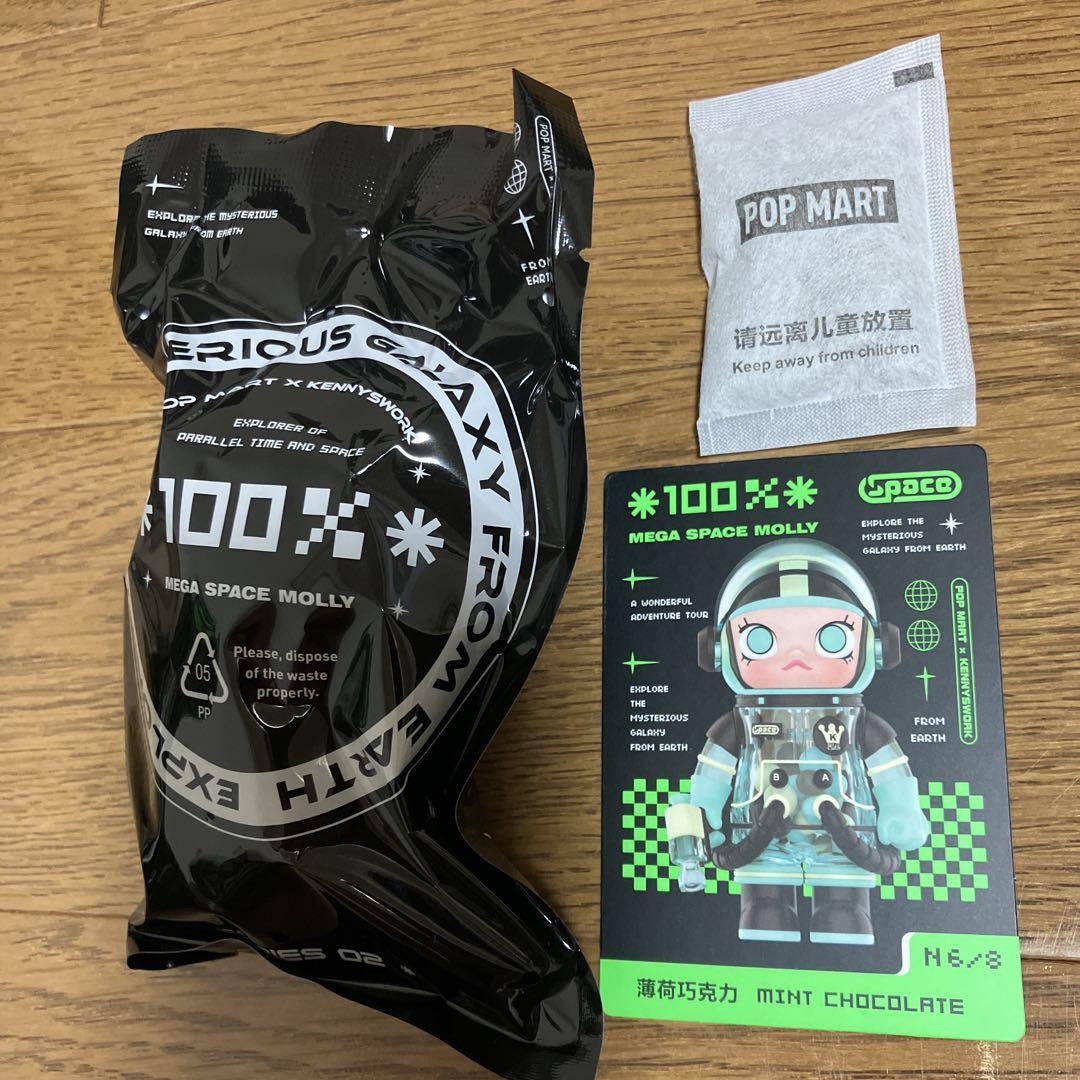 EXPLORE THE MYSTERIOUS
GALAXY FROM EARTH
POP MART
FROM
EARTH
ERIOUS GALAXY FROM EARTH EXPL
OP MART X KENNYSWORK
EXPLORER OF
PARALLEL TIME AND SPACE
*100%*
MEGA SPACE MOLLY
05
PP
Please, dispose
of the waste
properly.
IES 02 *
POP MART
请远离儿童放置
Keep away from children
*100%*
MEGA SPACE MOLLY
Space
EXPLORE THE
MYSTERIOUS
GALAXY FROM EARTH
A WONDERFUL
ADVENTURE TOUR
POP MART × KENNYSWORK
EXPLORE
THE
MYSTERIOUS
GALAXY
FROM EARTH
FROM
EARTH
Space
K
B A
N 6/8
薄荷巧克力 MINT CHOCOLATE